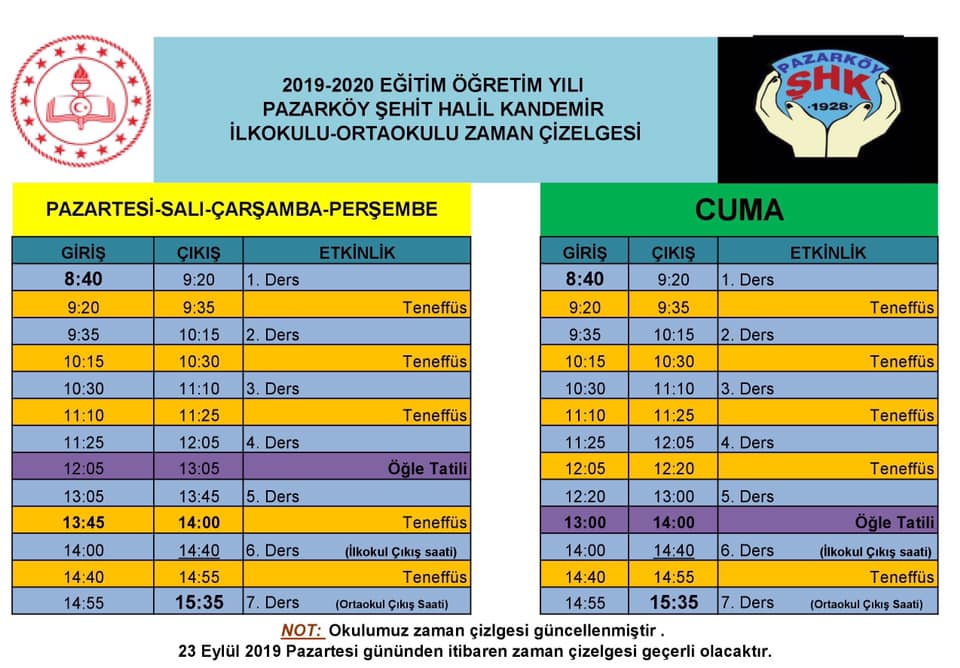 2019-2020 EĞİTİM ÖĞRETİM YILI
PAZARKÖY ŞEHİT HALİL KANDEMİR
İLKOKULU-ORTAOKULU ZAMAN ÇİZELGESİ
PAZARKÖY
ŞHK
·1928·
PAZARTESİ-SALI-ÇARŞAMBA-PERŞEMBE
GİRİŞ ÇIKIŞ ETKİNLİK
8:40 9:20 1. Ders
9:20 9:35 Teneffüs
9:35 10:15 2. Ders
10:15 10:30 Teneffüs
10:30 11:10 3. Ders
11:10 11:25 Teneffüs
11:25 12:05 4. Ders
12:05 13:05 Öğle Tatili
13:05 13:45 5. Ders
13:45 14:00 Teneffüs
14:00 14:40 6. Ders (İlkokul Çıkış saati)
14:40 14:55 Teneffüs
14:55 15:35 7. Ders (Ortaokul Çıkış Saati)
CUMA
GİRİŞ ÇIKIŞ ETKİNLİK
8:40 9:20 1. Ders
9:20 9:35 Teneffüs
9:35 10:15 2. Ders
10:15 10:30 Teneffüs
10:30 11:10 3. Ders
11:10 11:25 Teneffüs
11:25 12:05 4. Ders
12:05 12:20 Teneffüs
12:20 13:00 5. Ders
13:00 14:00 Öğle Tatili
14:00 14:40 6. Ders (İlkokul Çıkış saati)
14:40 14:55 Teneffüs
14:55 15:35 7. Ders (Ortaokul Çıkış Saati)
NOT: Okulumuz zaman çizlgesi güncellenmiştir .
23 Eylül 2019 Pazartesi gününden itibaren zaman çizelgesi geçerli olacaktır.